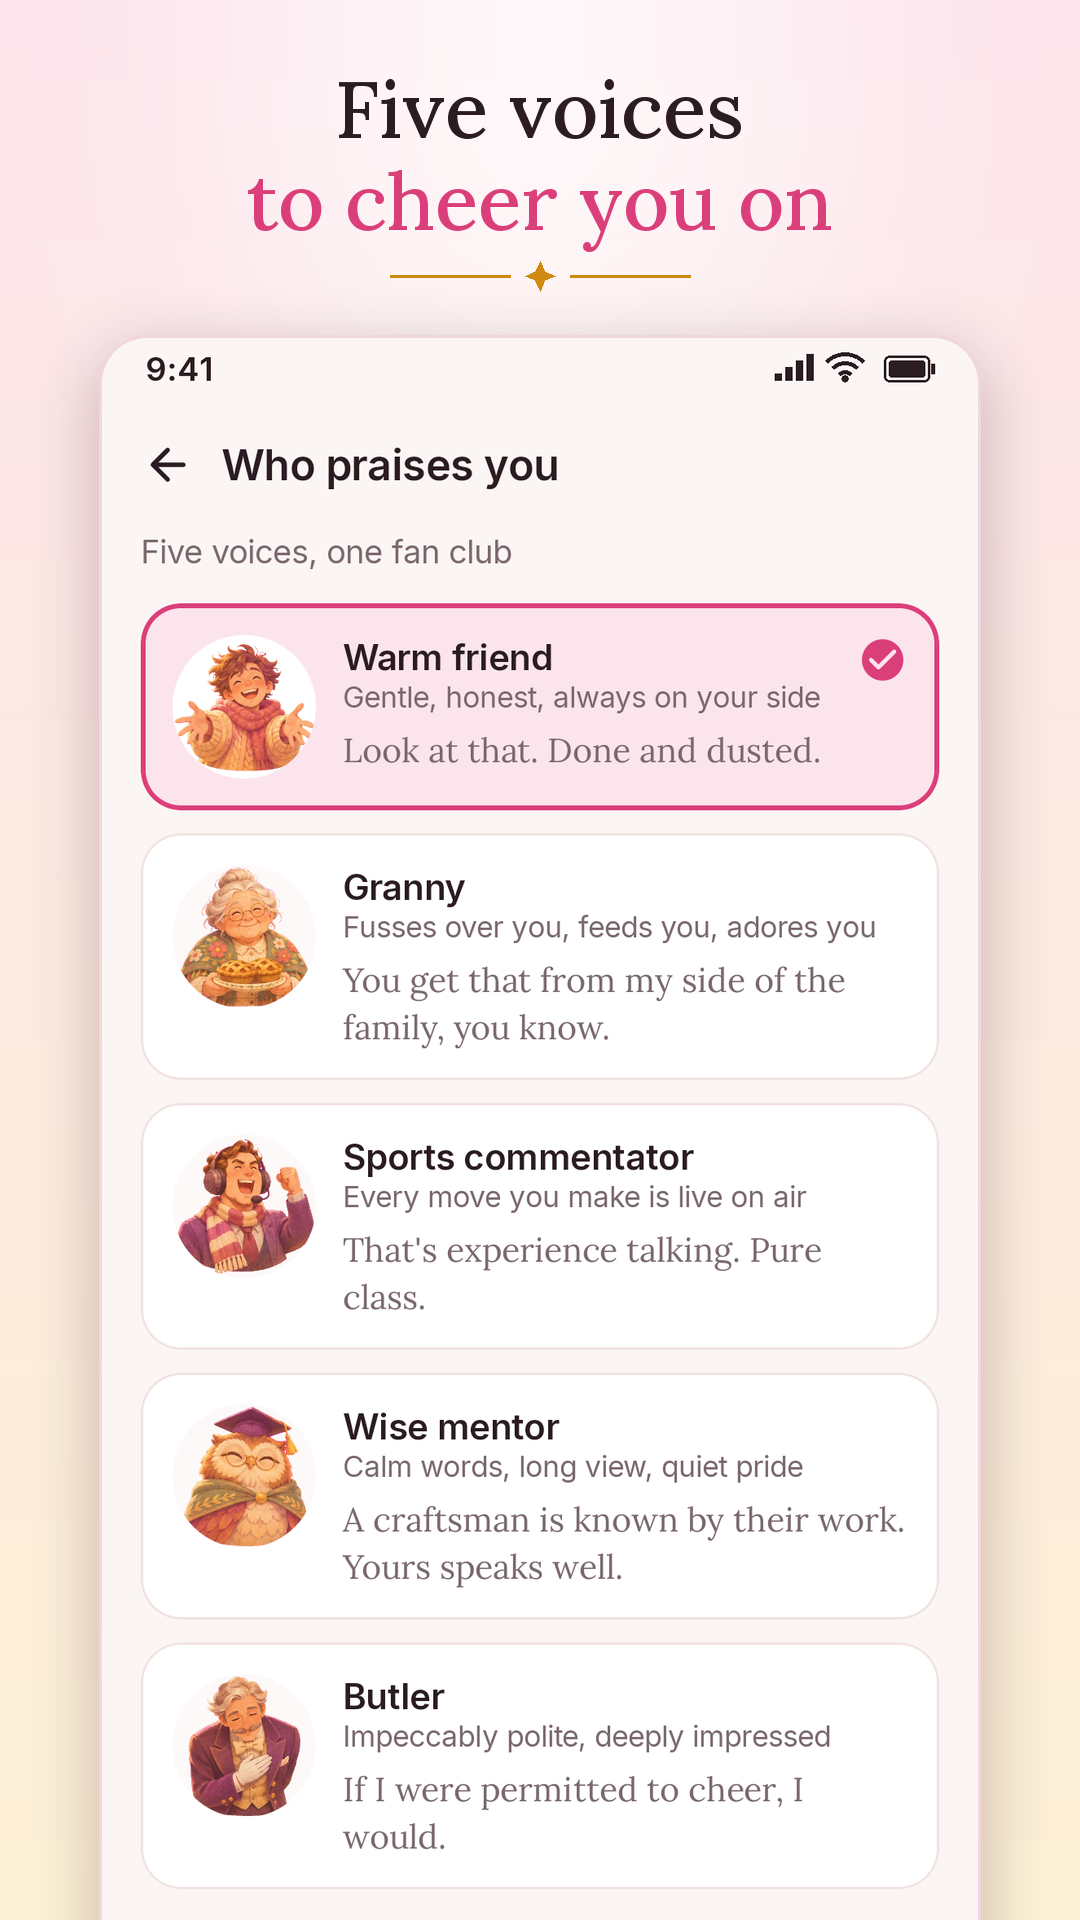 Five voices
to cheer you on
9:41
Who praises you
Five voices, one fan club
Warm friend
Gentle, honest, always on your side
Look at that. Done and dusted.
Granny
Fusses over you, feeds you, adores you
You get that from my side of the
family, you know.
Sports commentator
Every move you make is live on air
That's experience talking. Pure
class.
Wise mentor
Calm words, long view, quiet pride
A craftsman is known by their work.
Yours speaks well.
Butler
Impeccably polite, deeply impressed
If I were permitted to cheer, I
would.